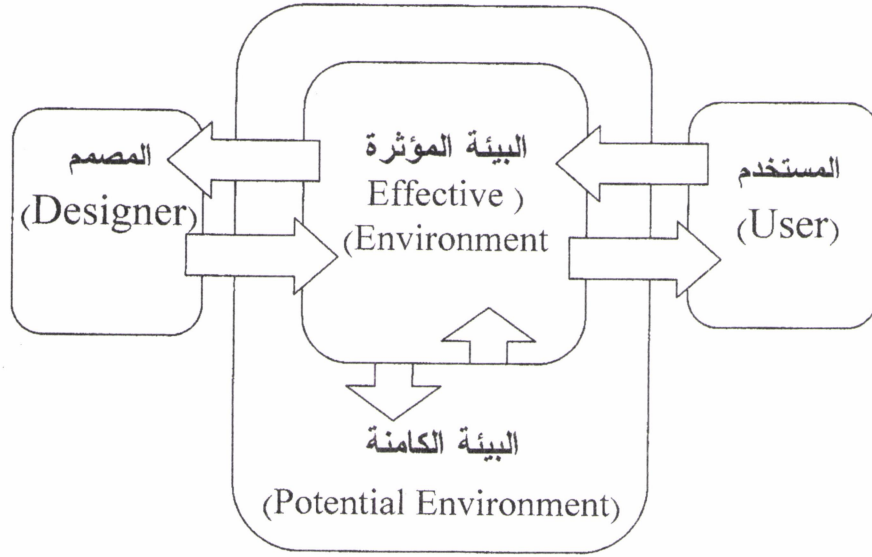 البيئة المؤثرة
Effective )
(Environment
المصمم
(Designer)
المستخدم
(User)
البيئة الكامنة
(Potential Environment)